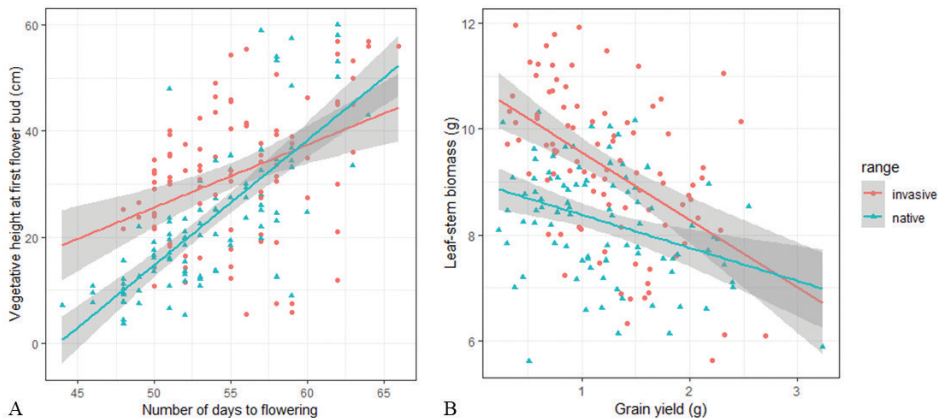 60
40
20
0
Vegetative height at first flower bud (cm)
45 50 55 60 65
Number of days to flowering
A
12
10
8
6
Leaf-stem biomass (g)
1 2 3
Grain yield (g)
B
range
invasive
native